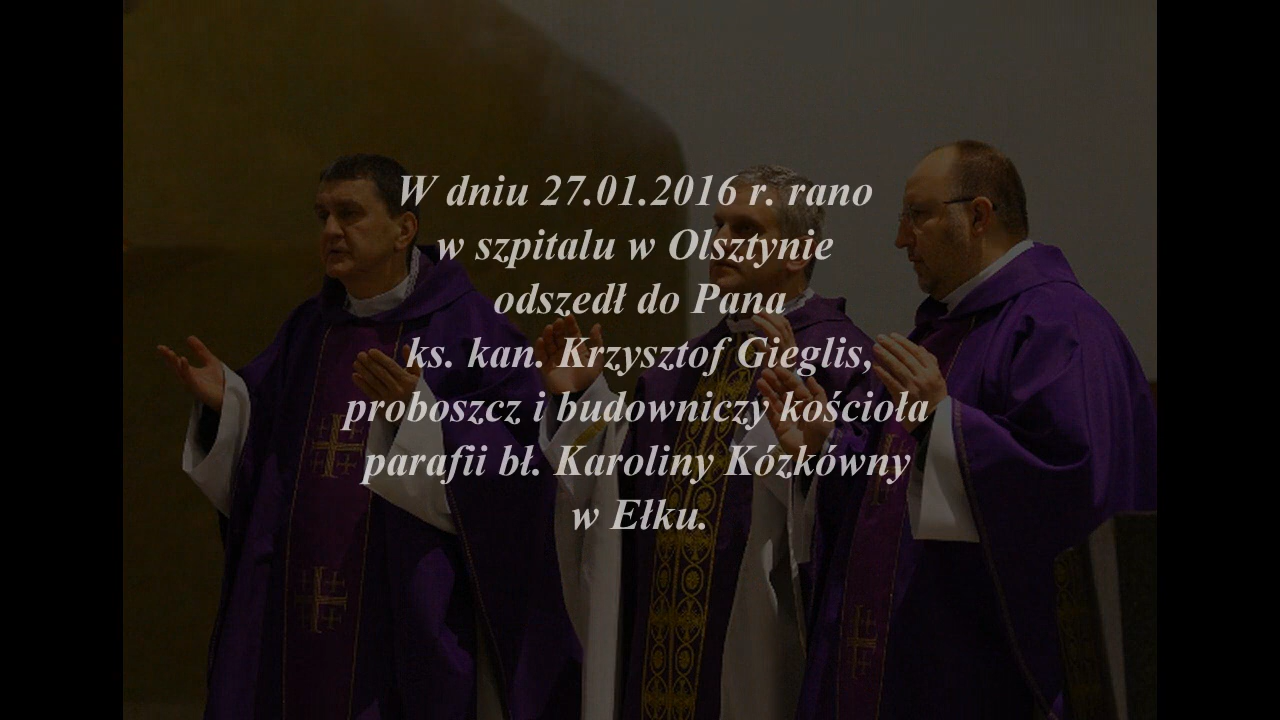 W dniu 27.01.2016 r. rano
w szpitalu w Olsztynie
odszedł do Pana
ks. kan. Krzysztof Gieglis,
proboszcz i budowniczy kościoła
parafii bł. Karoliny Kózkówny
w Ełku.